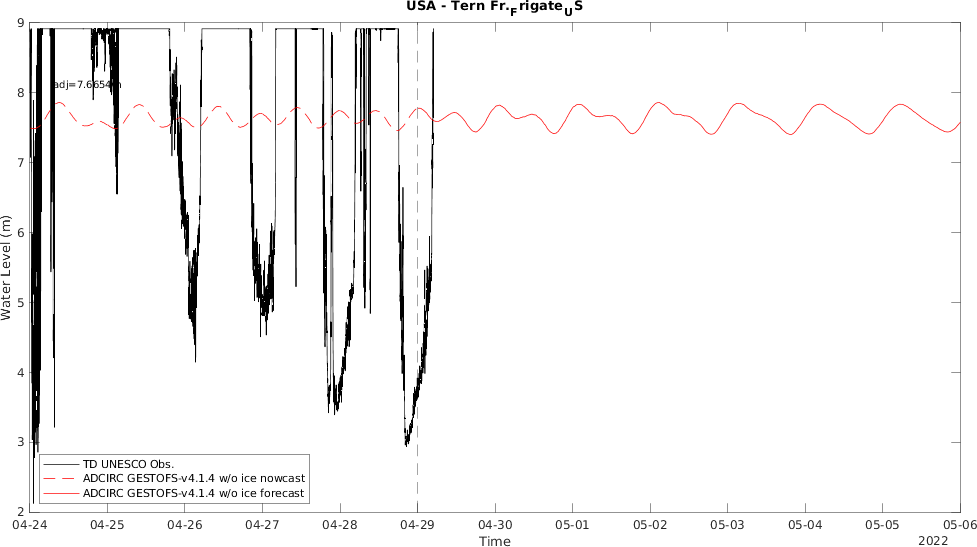 USA - Tern Fr.FrigateUS
9
8
7
6
5
4
3
2
Water Level (m)
adj=7.6654m
TD UNESCO Obs.
ADCIRC GESTOFS-v4.1.4 w/o ice nowcast
ADCIRC GESTOFS-v4.1.4 w/o ice forecast
04-24 04-25 04-26 04-27 04-28 04-29 04-30 05-01 05-02 05-03 05-04 05-05 05-06
Time
2022